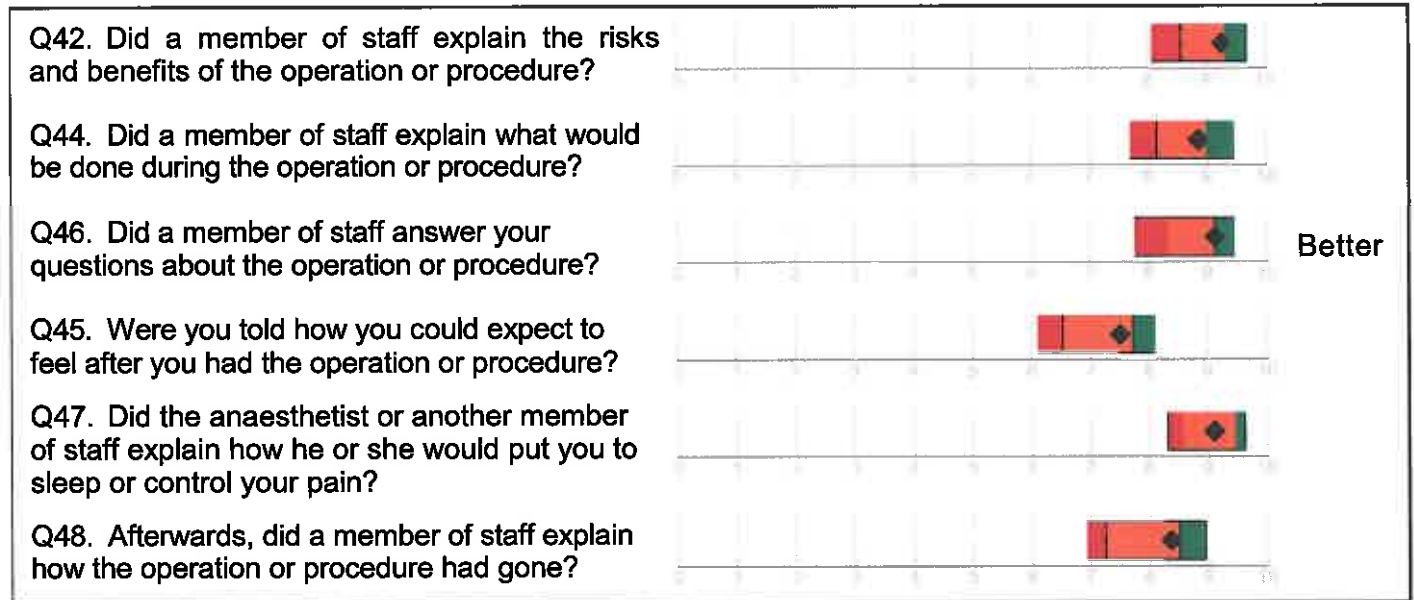 Q42. Did a member of staff explain the risks
and benefits of the operation or procedure?
Q44. Did a member of staff explain what would
be done during the operation or procedure?
Q46. Did a member of staff answer your
questions about the operation or procedure?
Better
Q45. Were you told how you could expect to
feel after you had the operation or procedure?
Q47. Did the anaesthetist or another member
of staff explain how he or she would put you to
sleep or control your pain?
Q48. Afterwards, did a member of staff explain
how the operation or procedure had gone?